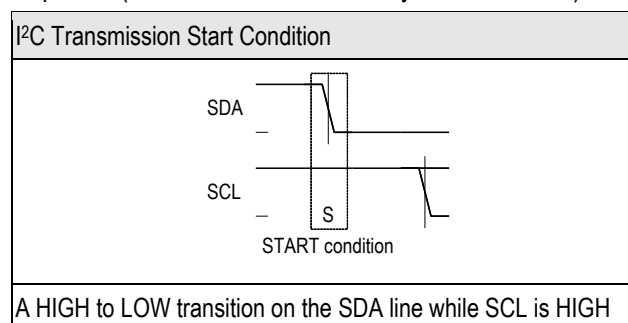 I²C Transmission Start Condition
SDA
SCL
S
START condition
A HIGH to LOW transition on the SDA line while SCL is HIGH